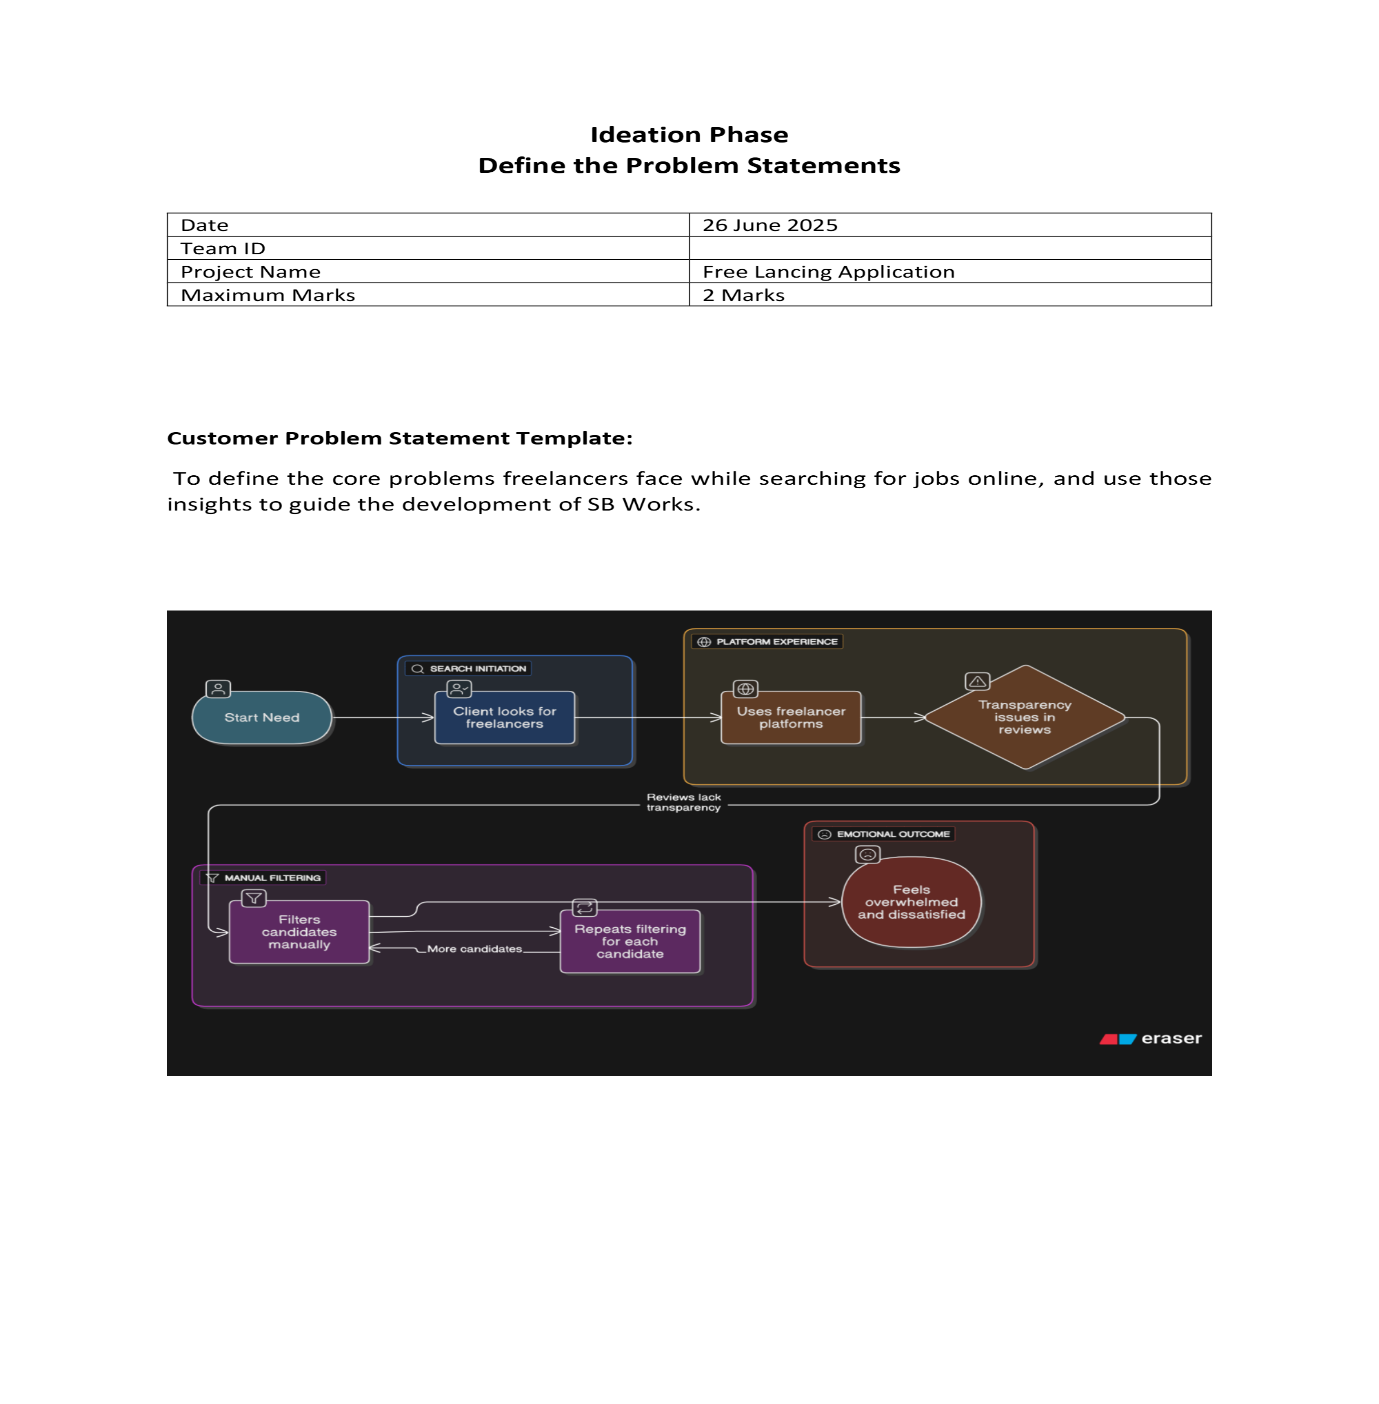 Ideation Phase
Define the Problem Statements
Date 26 June 2025
Team ID
Project Name Free Lancing Application
Maximum Marks 2 Marks
Customer Problem Statement Template:
To define the core problems freelancers face while searching for jobs online, and use those
insights to guide the development of SB Works.
PLATFORM EXPERIENCE
SEARCH INITIATION
Start Need
Client looks for
freelancers
Uses freelancer
platforms
Transparency
issues in
reviews
Reviews lack
transparency
EMOTIONAL OUTCOME
MANUAL FILTERING
Filters
candidates
manually
More candidates
Repeats filtering
for each
candidate
Feels
overwhelmed
and dissatisfied
eraser